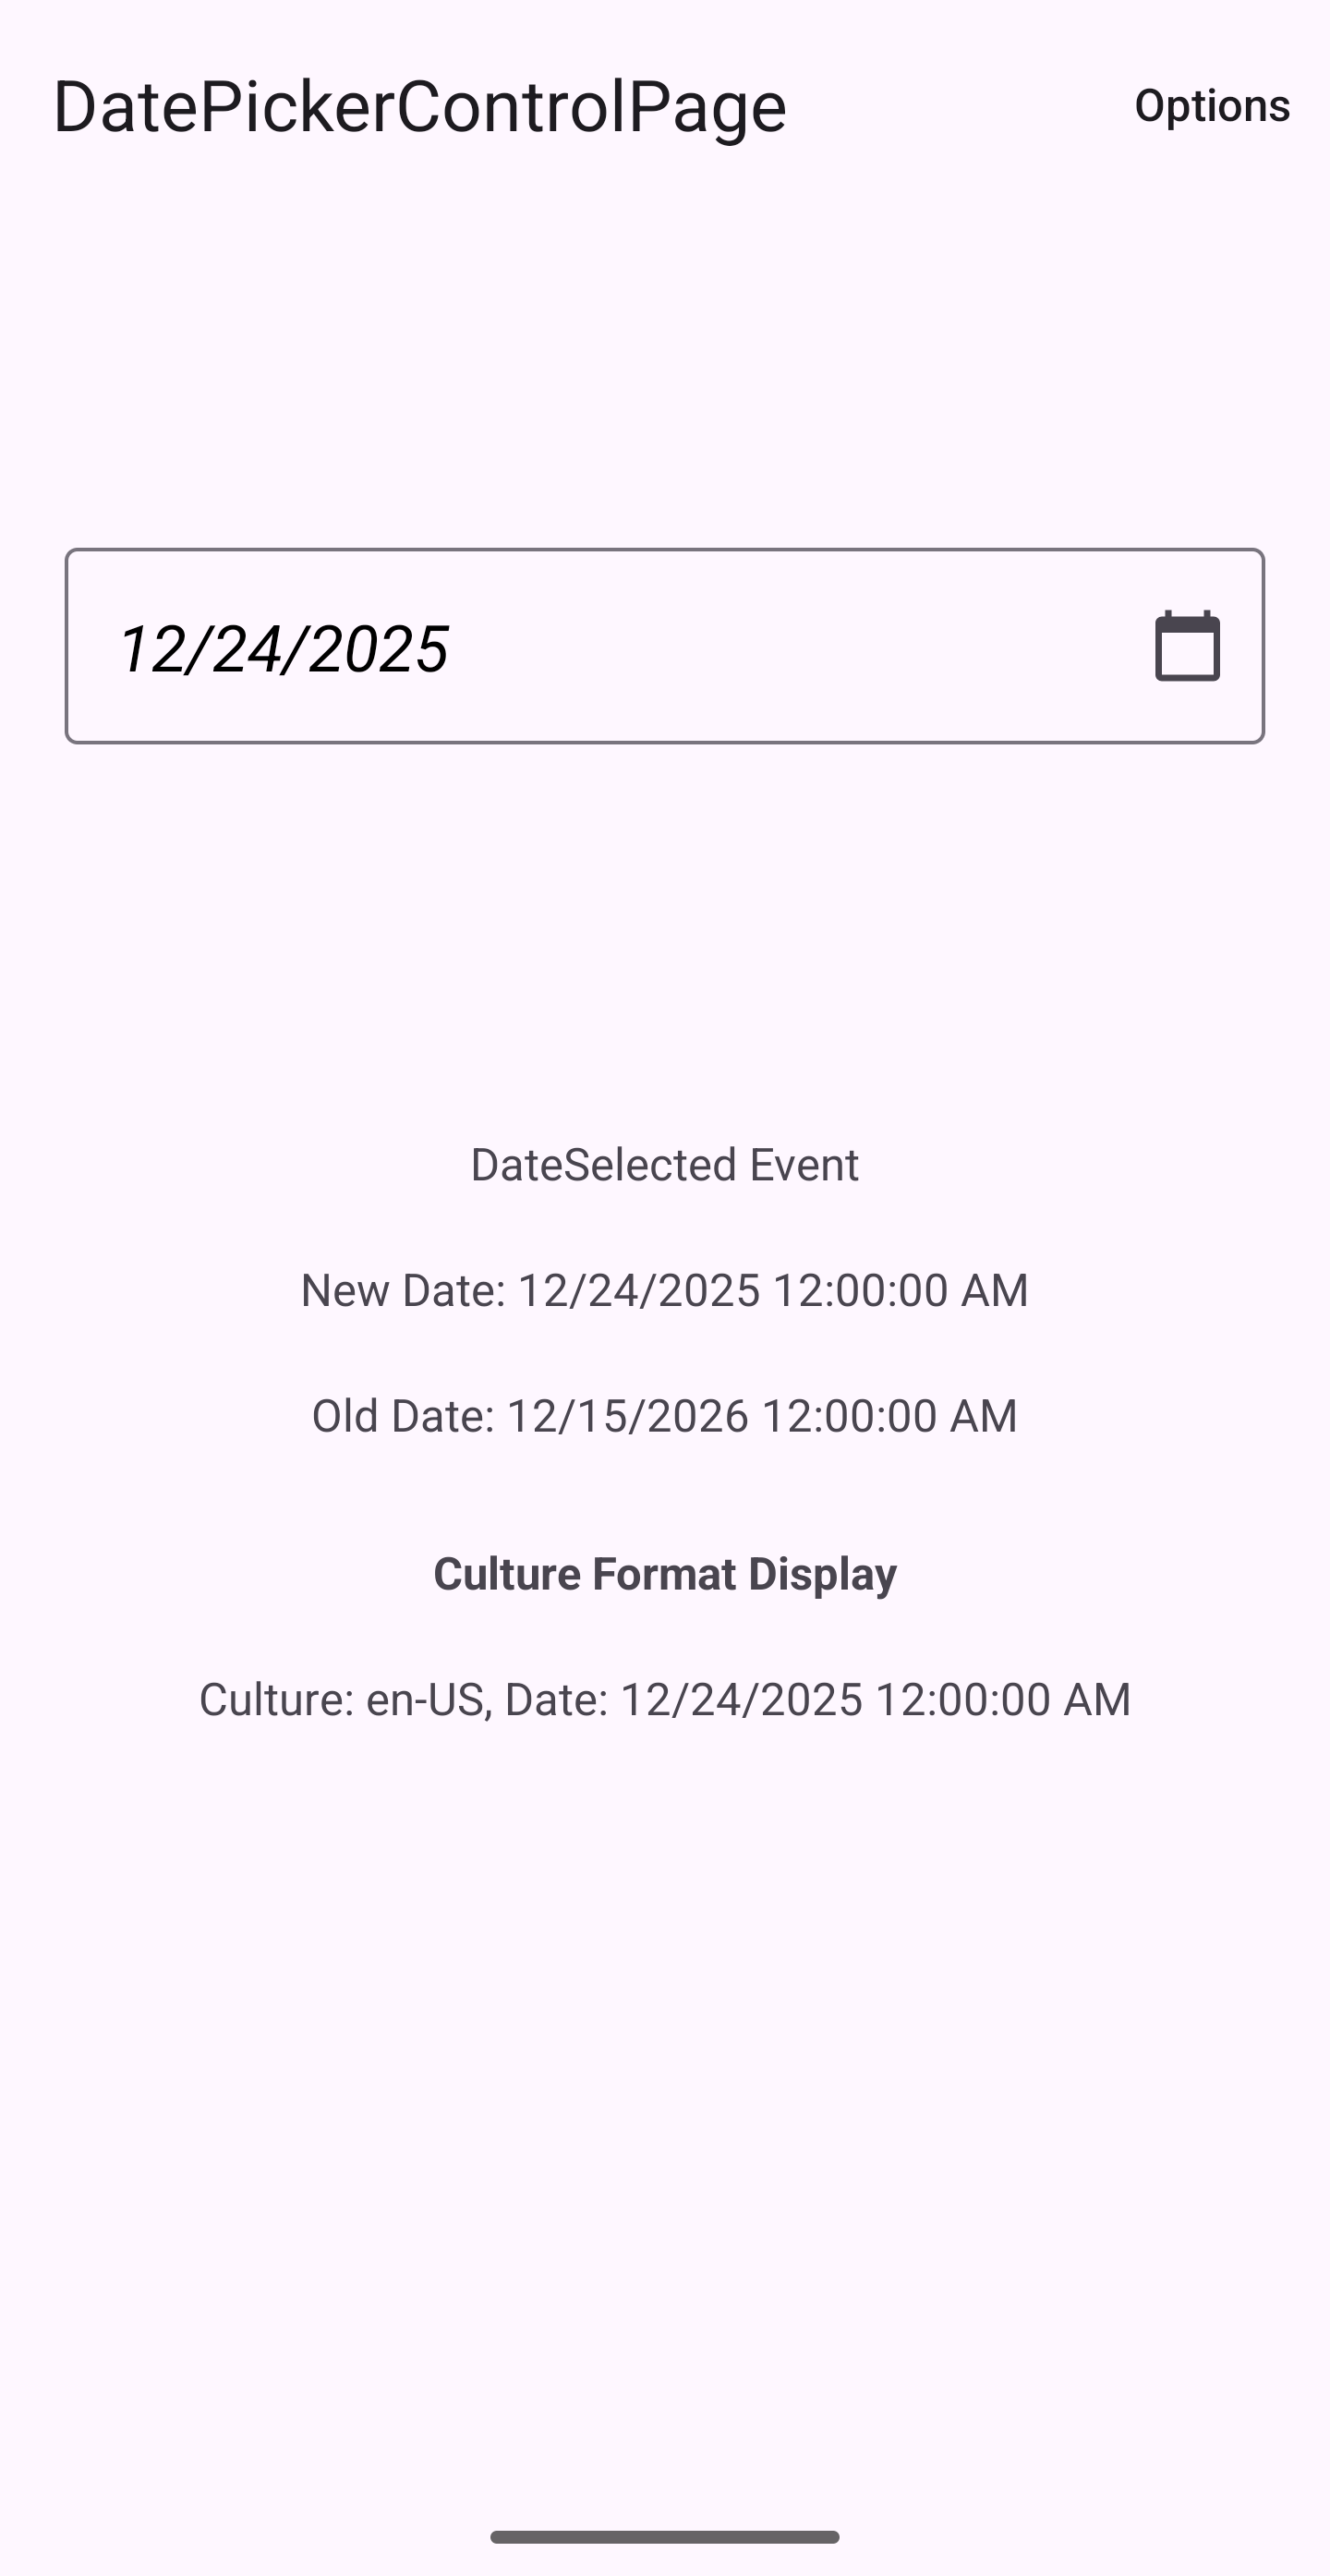 DatePickerControlPage
Options
12/24/2025
DateSelected Event
New Date: 12/24/2025 12:00:00 AM
Old Date: 12/15/2026 12:00:00 AM
Culture Format Display
Culture: en-US, Date: 12/24/2025 12:00:00 AM